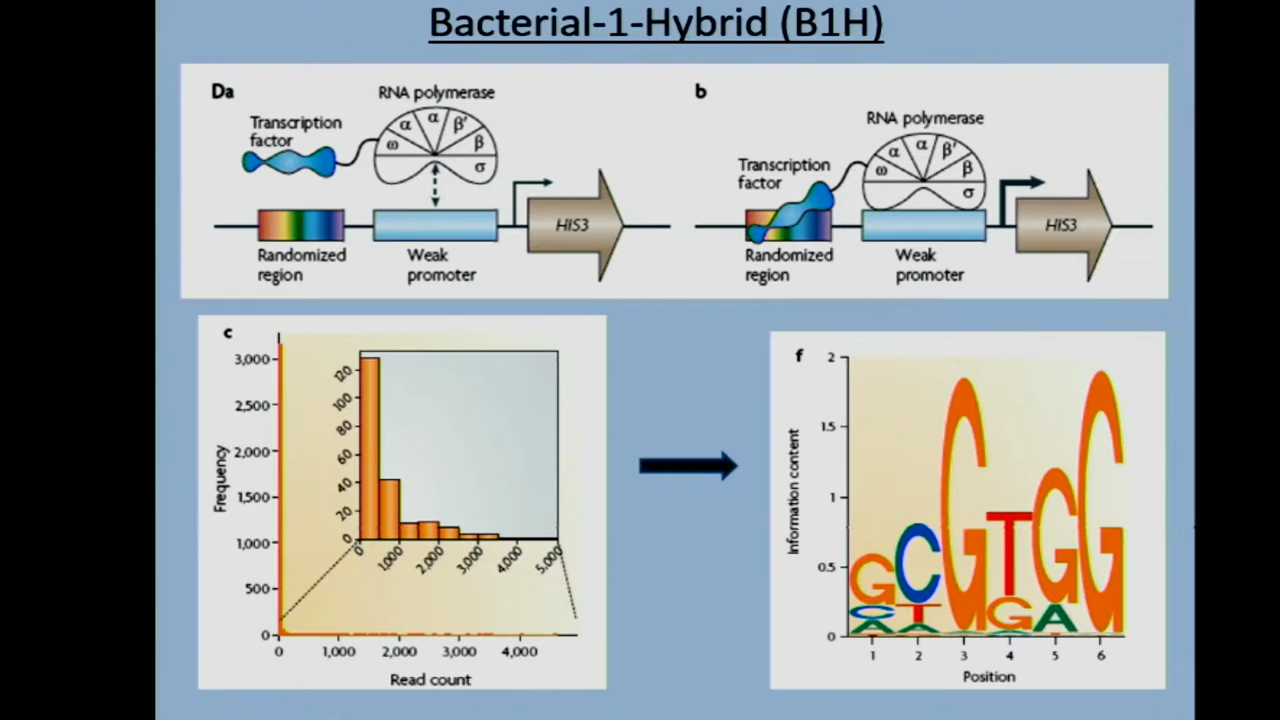 Bacterial-1-Hybrid (B1H)
Da
RNA polymerase
Transcription
factor
ω
α
α
β'
β
σ
HIS3
Randomized
region
Weak
promoter
b
RNA polymerase
Transcription
factor
ω
α
α
β'
β
σ
HIS3
Randomized
region
Weak
promoter
c
Frequency
3,000
2,500
2,000
1,500
1,000
500
0
120
100
80
60
40
20
0
0 1,000 2,000 3,000 4,000 5,000
0 1,000 2,000 3,000 4,000
Read count
f
Information content
2
1.5
1
0.5
0
G C G T G G
C T G A
A A
1 2 3 4 5 6
Position